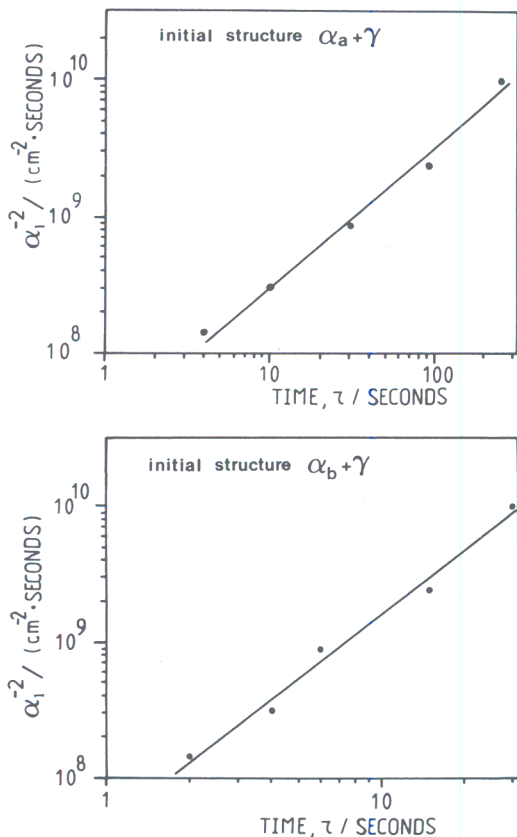 initial structure αa+γ
10^10
10^9
10^8
α1^-2 / (cm^-2·SECONDS)
1 10 100
TIME, τ / SECONDS
initial structure αb+γ
10^10
10^9
10^8
α1^-2 / (cm^-2·SECONDS)
1 10
TIME, τ / SECONDS